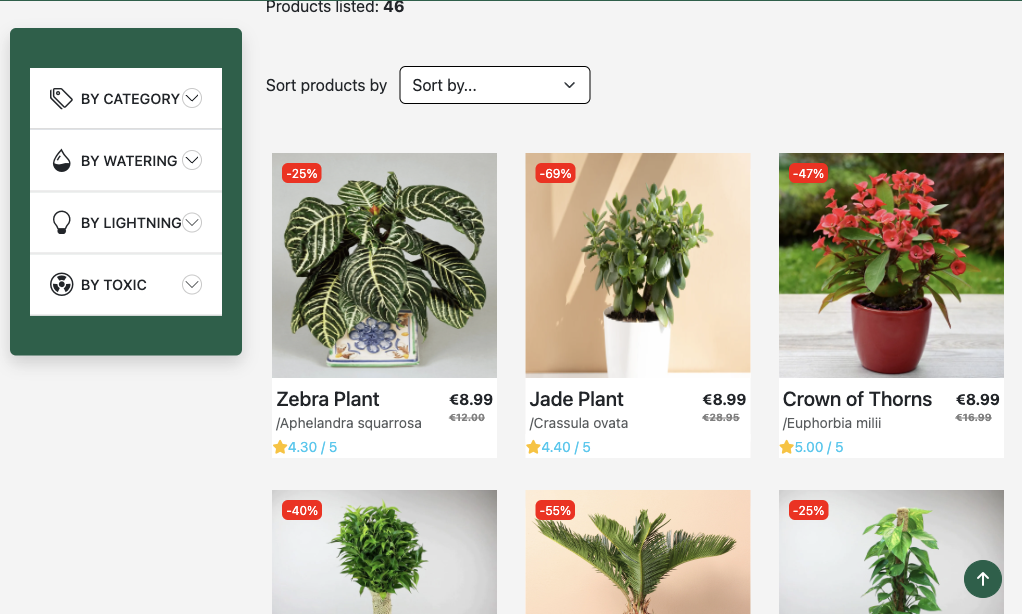 Products listed: 46
BY CATEGORY
BY WATERING
BY LIGHTNING
BY TOXIC
Sort products by
Sort by...
-25%
-69%
-47%
Zebra Plant
€8.99
/Aphelandra squarrosa
€12.00
4.30 / 5
Jade Plant
€8.99
/Crassula ovata
€28.95
4.40 / 5
Crown of Thorns
€8.99
/Euphorbia milii
€16.99
5.00 / 5
-40%
-55%
-25%